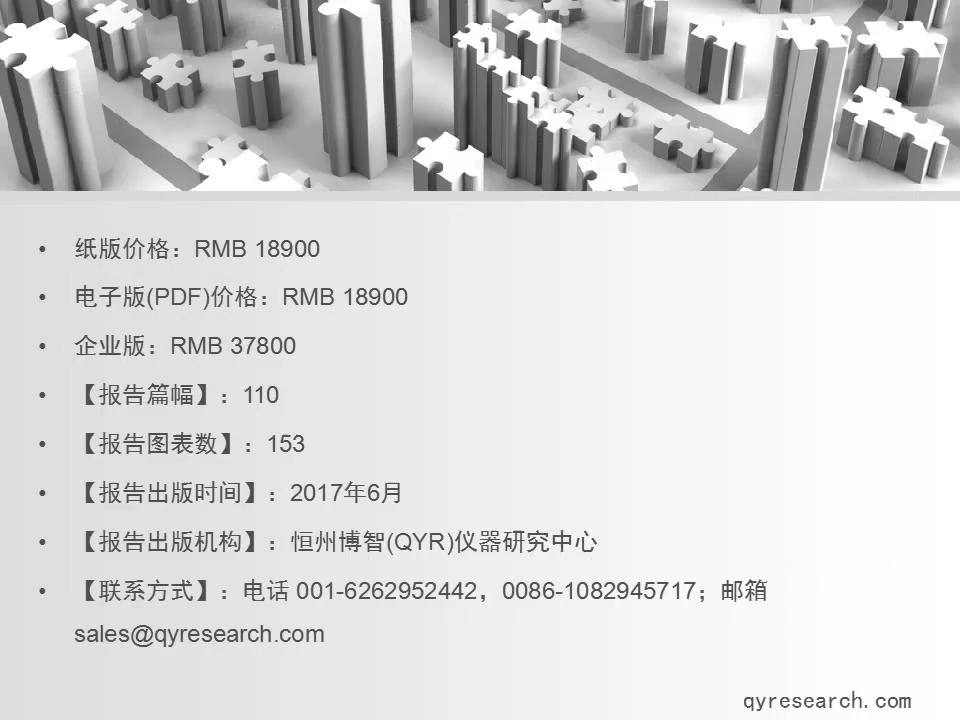 • 纸版价格：RMB 18900
• 电子版(PDF)价格：RMB 18900
• 企业版：RMB 37800
• 【报告篇幅】：110
• 【报告图表数】：153
• 【报告出版时间】：2017年6月
• 【报告出版机构】：恒州博智(QYR)仪器研究中心
• 【联系方式】：电话 001-6262952442，0086-1082945717；邮箱
sales@qyresearch.com
qyresearch.com